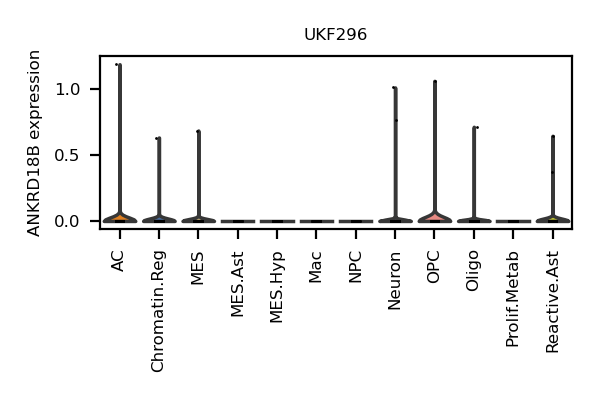 UKF296
ANKRD18B expression
1.0
0.5
0.0
AC
Chromatin.Reg
MES
MES.Ast
MES.Hyp
Mac
NPC
Neuron
OPC
Oligo
Prolif.Metab
Reactive.Ast